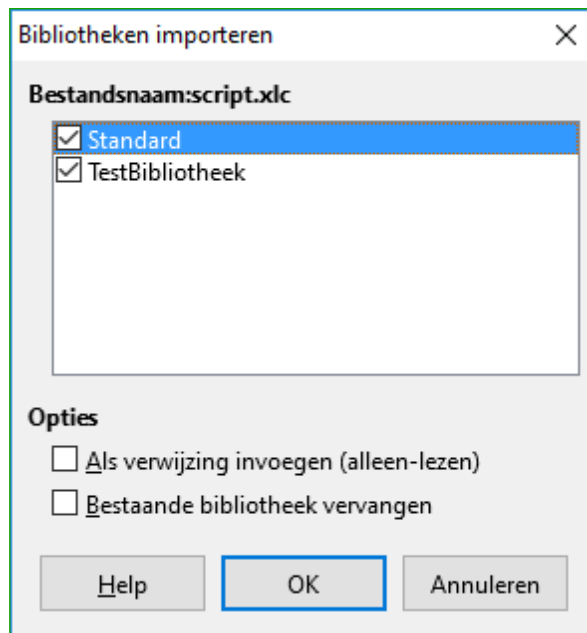 Bibliotheken importeren
Bestandsnaam:script.xlc
Standard
TestBibliotheek
Opties
Als verwijzing invoegen (alleen-lezen)
Bestaande bibliotheek vervangen
Help OK Annuleren